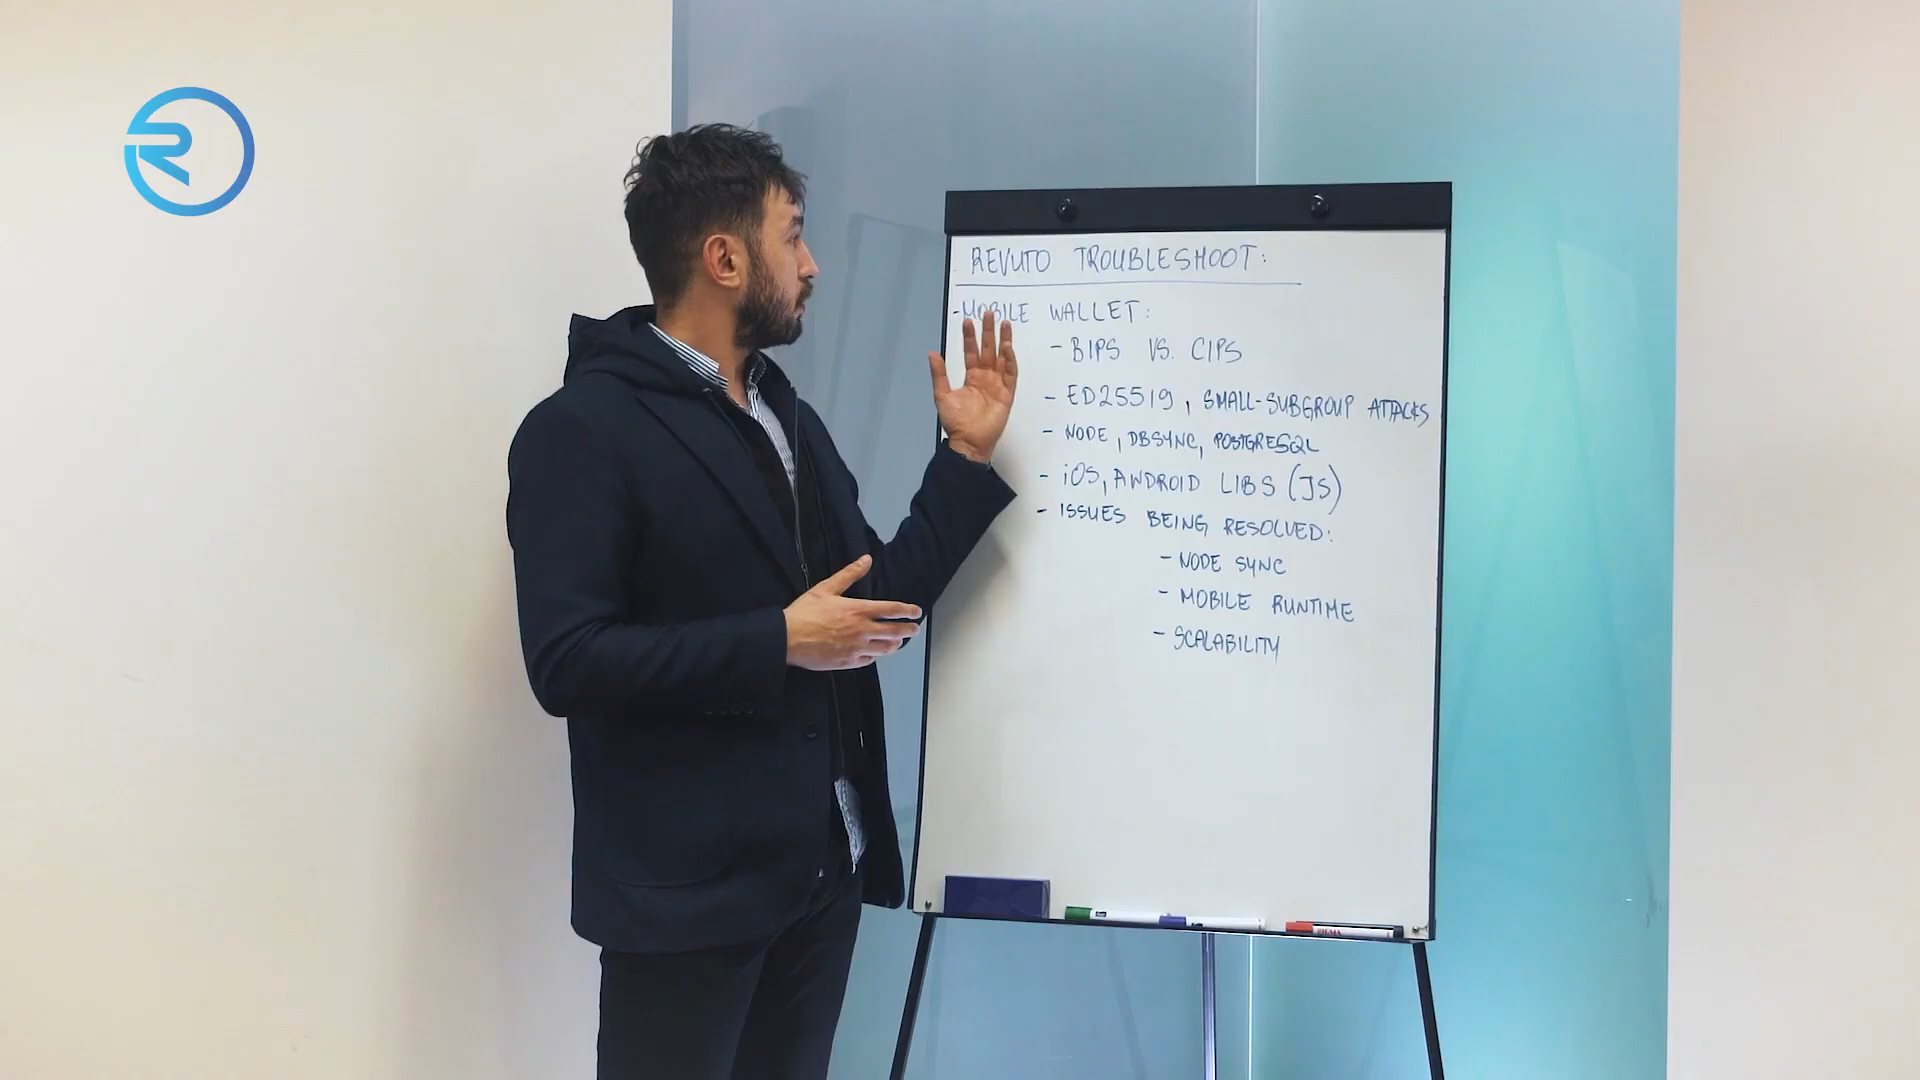 REVUTO TROUBLESHOOT:
- MOBILE WALLET:
- BIPS VS. CIPS
- ED25519, SMALL-SUBGROUP ATTACKS
- NODE, DBSYNC, POSTGRESQL
- iOS, ANDROID LIBS (JS)
- ISSUES BEING RESOLVED:
- NODE SYNC
- MOBILE RUNTIME
- SCALABILITY